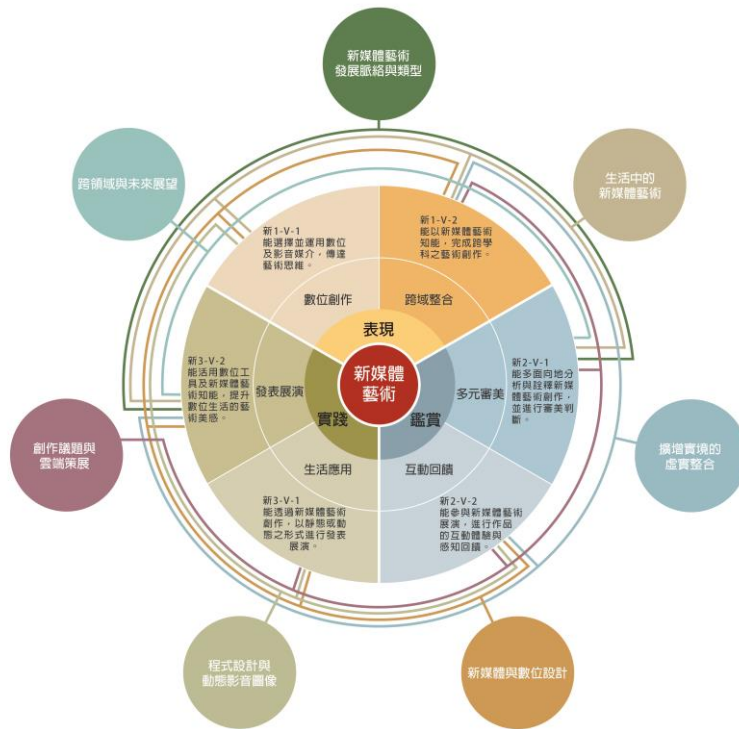 新媒體藝術
發展脈絡與類型
跨領域與未來展望
生活中的
新媒體藝術
新1-V-1
能選擇並運用數位
及影音媒介，傳達
藝術思維。
新1-V-2
能以新媒體藝術
知能，完成跨學
科之藝術創作。
數位創作
跨域整合
表現
新3-V-2
能活用數位工
具及新媒體藝
術知能，提升
數位生活的藝
術美感。
發表展演
實踐
新媒體
藝術
鑑賞
多元審美
新2-V-1
能多面向地分
析與詮釋新媒
體藝術創作，
並進行審美判
斷。
創作議題與
雲端策展
擴增實境的
虛實整合
生活應用
互動回饋
新3-V-1
能透過新媒體藝術
創作，以靜態或動
態之形式進行發表
展演。
新2-V-2
能參與新媒體藝術
展演，進行作品
的互動體驗與
感知回饋。
程式設計與
動態影音圖像
新媒體與數位設計